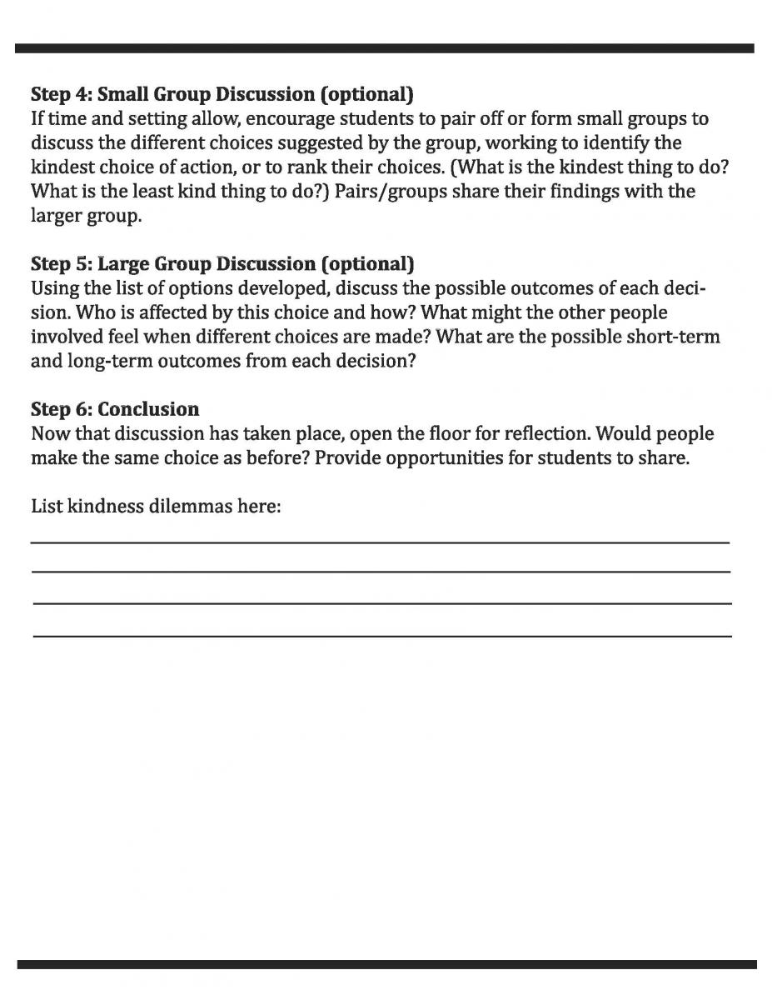 Step 4: Small Group Discussion (optional)
If time and setting allow, encourage students to pair off or form small groups to
discuss the different choices suggested by the group, working to identify the
kindest choice of action, or to rank their choices. (What is the kindest thing to do?
What is the least kind thing to do?) Pairs/groups share their findings with the
larger group.
Step 5: Large Group Discussion (optional)
Using the list of options developed, discuss the possible outcomes of each deci-
sion. Who is affected by this choice and how? What might the other people
involved feel when different choices are made? What are the possible short-term
and long-term outcomes from each decision?
Step 6: Conclusion
Now that discussion has taken place, open the floor for reflection. Would people
make the same choice as before? Provide opportunities for students to share.
List kindness dilemmas here: